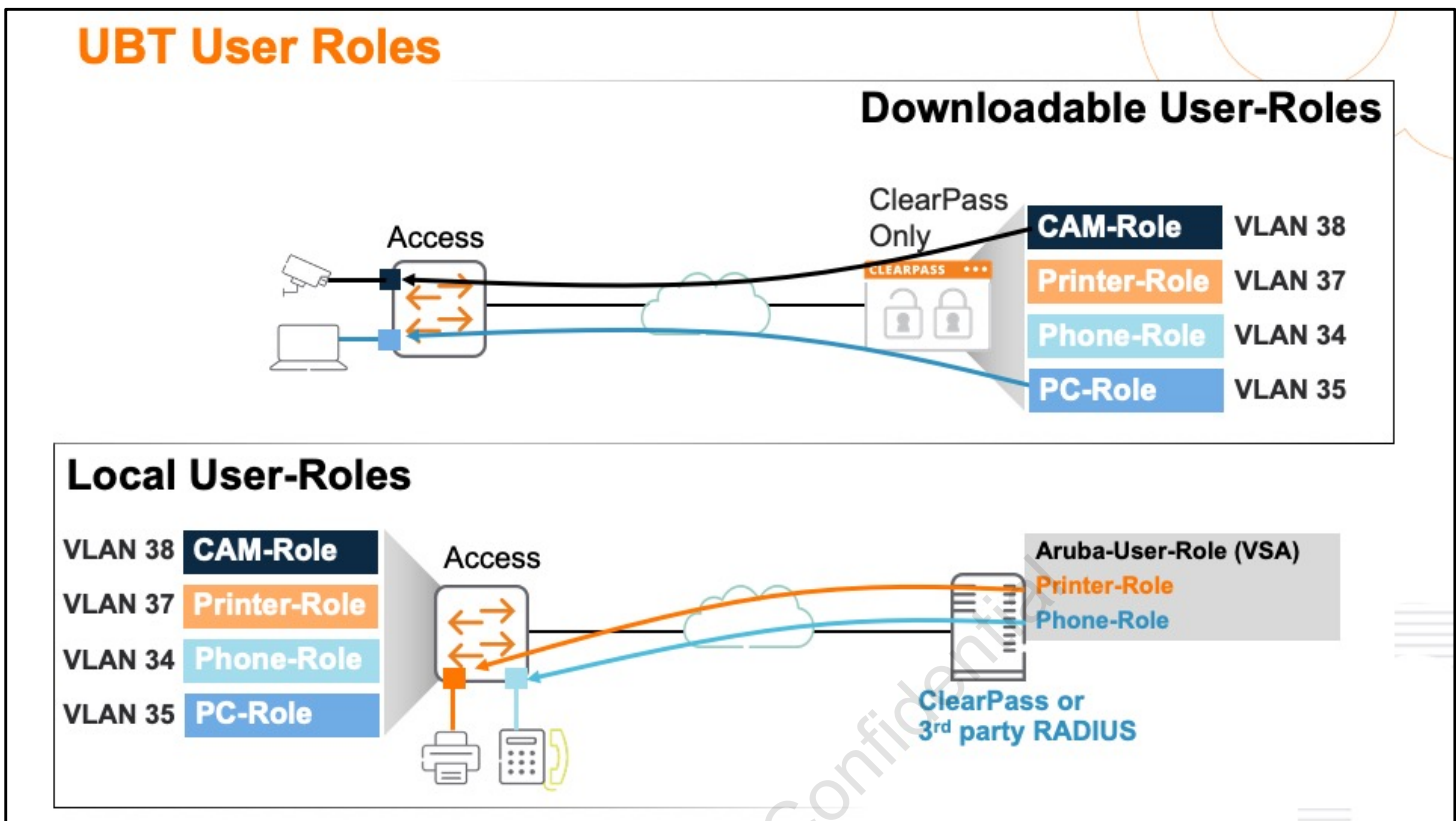 UBT User Roles
Downloadable User-Roles
Access
ClearPass
Only
CLEARPASS
CAM-Role VLAN 38
Printer-Role VLAN 37
Phone-Role VLAN 34
PC-Role VLAN 35
Local User-Roles
VLAN 38 CAM-Role
VLAN 37 Printer-Role
VLAN 34 Phone-Role
VLAN 35 PC-Role
Access
Aruba-User-Role (VSA)
Printer-Role
Phone-Role
ClearPass or
3rd party RADIUS
Confidential